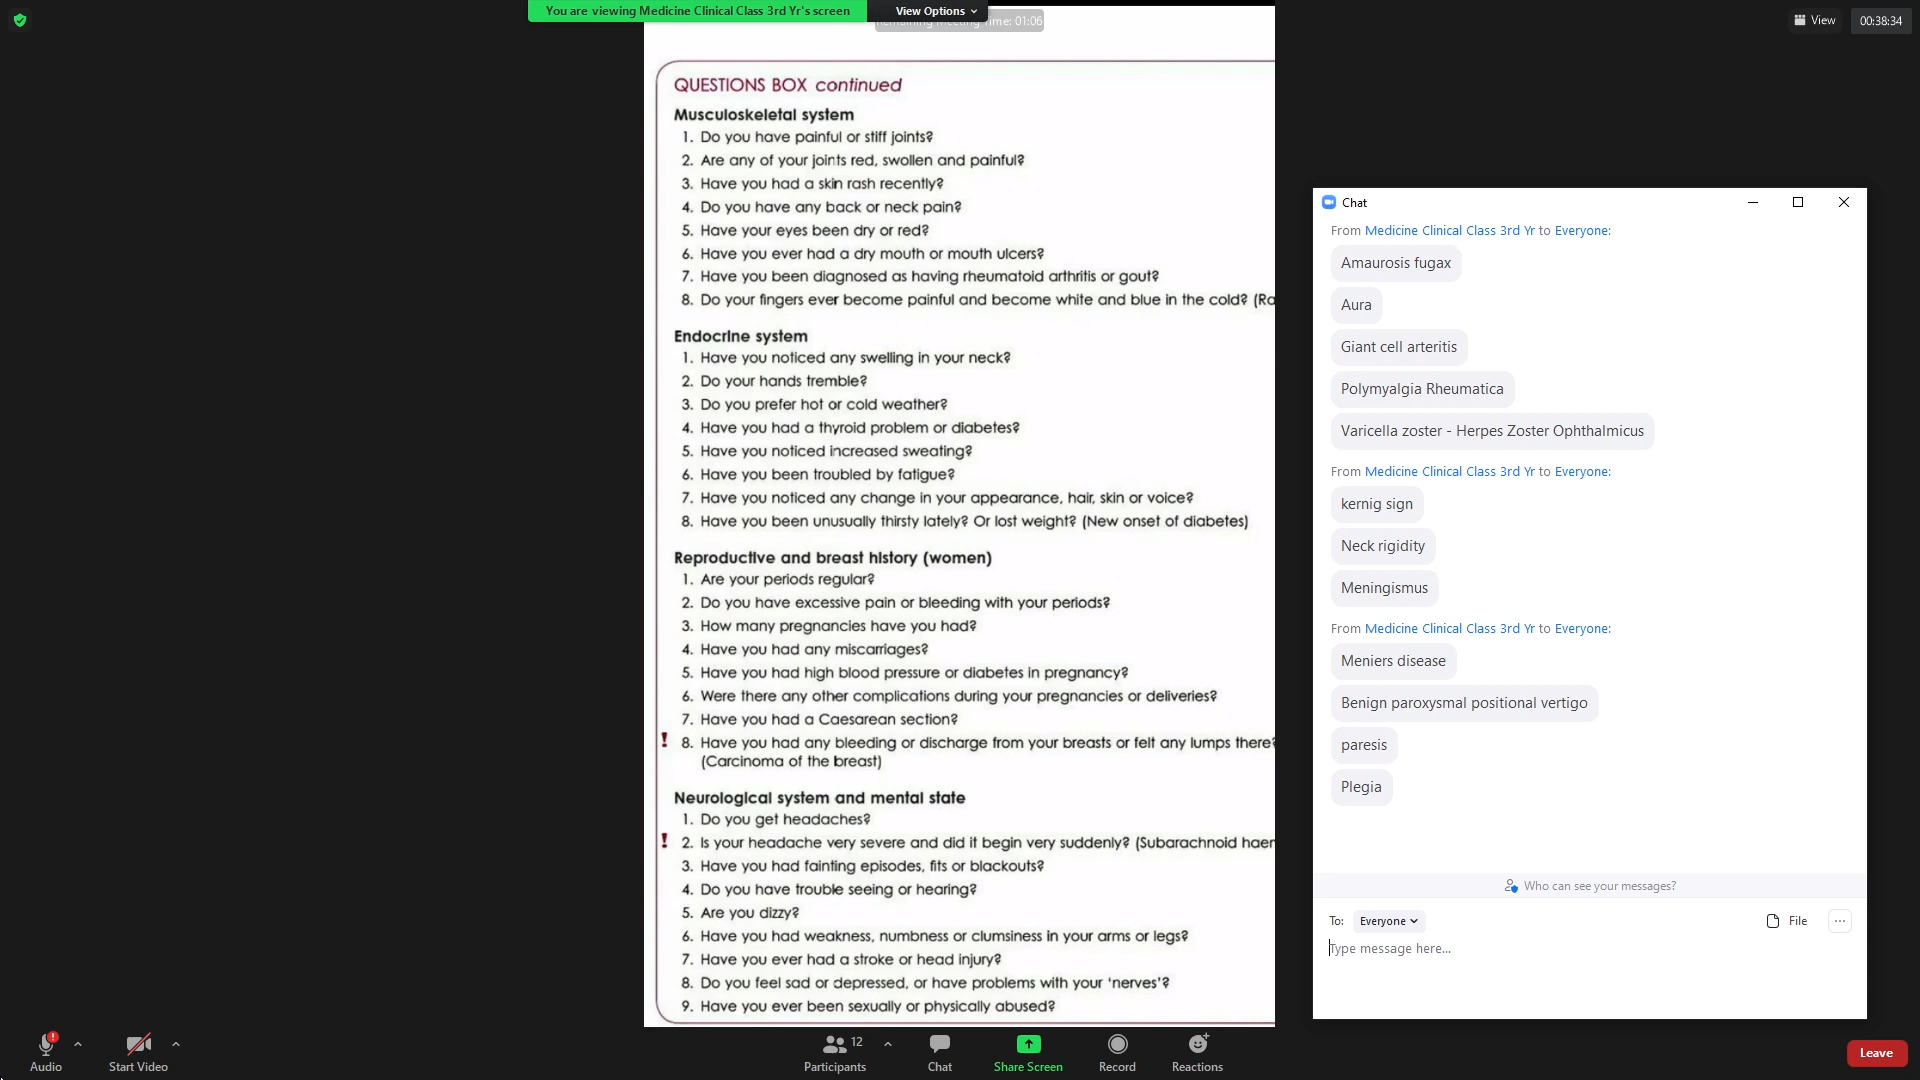 You are viewing Medicine Clinical Class 3rd Yr's screen
View Options
Remaining Meeting Time: 01:06
View
00:38:34
QUESTIONS BOX continued
Musculoskeletal system
1. Do you have painful or stiff joints?
2. Are any of your joints red, swollen and painful?
3. Have you had a skin rash recently?
4. Do you have any back or neck pain?
5. Have your eyes been dry or red?
6. Have you ever had a dry mouth or mouth ulcers?
7. Have you been diagnosed as having rheumatoid arthritis or gout?
8. Do your fingers ever become painful and become white and blue in the cold? (Ra
Endocrine system
1. Have you noticed any swelling in your neck?
2. Do your hands tremble?
3. Do you prefer hot or cold weather?
4. Have you had a thyroid problem or diabetes?
5. Have you noticed increased sweating?
6. Have you been troubled by fatigue?
7. Have you noticed any change in your appearance, hair, skin or voice?
8. Have you been unusually thirsty lately? Or lost weight? (New onset of diabetes)
Reproductive and breast history (women)
1. Are your periods regular?
2. Do you have excessive pain or bleeding with your periods?
3. How many pregnancies have you had?
4. Have you had any miscarriages?
5. Have you had high blood pressure or diabetes in pregnancy?
6. Were there any other complications during your pregnancies or deliveries?
7. Have you had a Caesarean section?
! 8. Have you had any bleeding or discharge from your breasts or felt any lumps there?
(Carcinoma of the breast)
Neurological system and mental state
1. Do you get headaches?
! 2. Is your headache very severe and did it begin very suddenly? (Subarachnoid haem
3. Have you had fainting episodes, fits or blackouts?
4. Do you have trouble seeing or hearing?
5. Are you dizzy?
6. Have you had weakness, numbness or clumsiness in your arms or legs?
7. Have you ever had a stroke or head injury?
8. Do you feel sad or depressed, or have problems with your 'nerves'?
9. Have you ever been sexually or physically abused?
Chat
From Medicine Clinical Class 3rd Yr to Everyone:
Amaurosis fugax
Aura
Giant cell arteritis
Polymyalgia Rheumatica
Varicella zoster - Herpes Zoster Ophthalmicus
From Medicine Clinical Class 3rd Yr to Everyone:
kernig sign
Neck rigidity
Meningismus
From Medicine Clinical Class 3rd Yr to Everyone:
Meniers disease
Benign paroxysmal positional vertigo
paresis
Plegia
Who can see your messages?
To: Everyone
File
Type message here...
Audio
Start Video
12
Participants
Chat
Share Screen
Record
Reactions
Leave